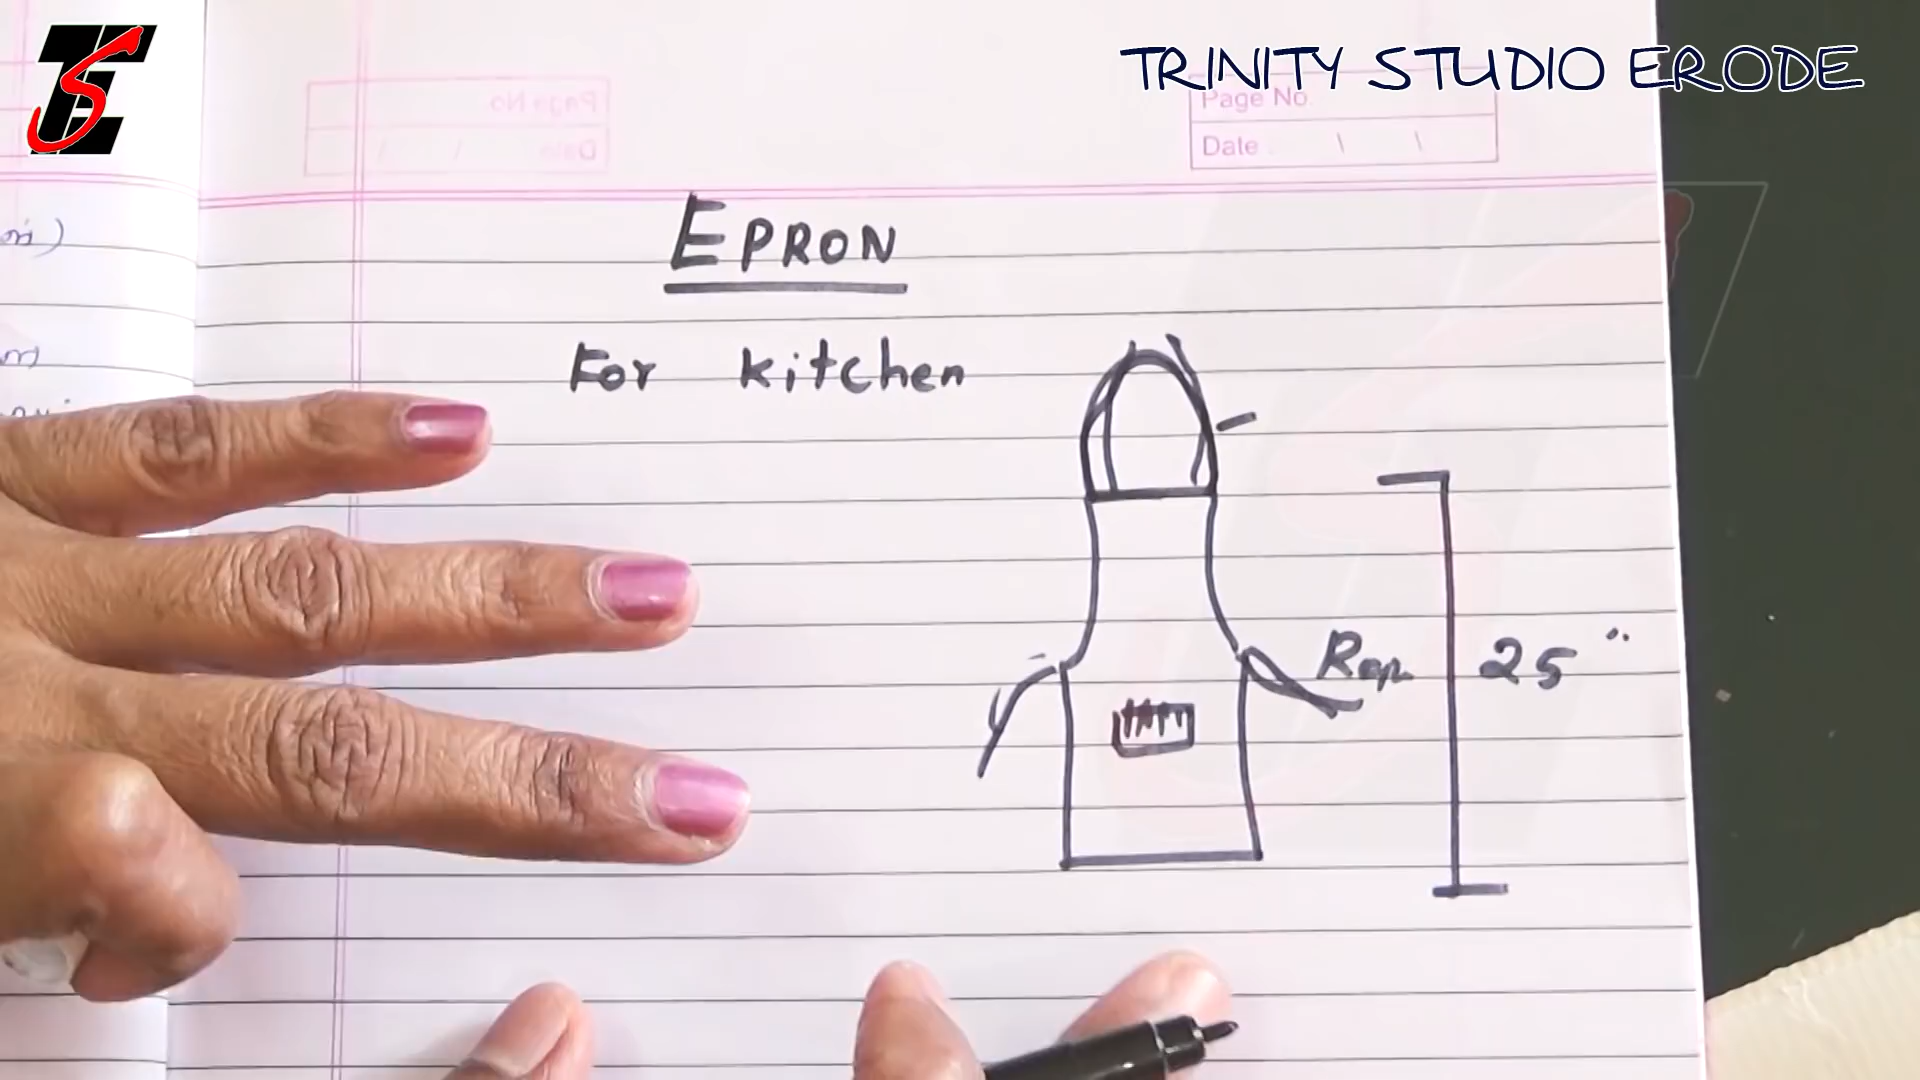 TRINITY STUDIO ERODE
Page No.
Date
EPRON
For kitchen
25"